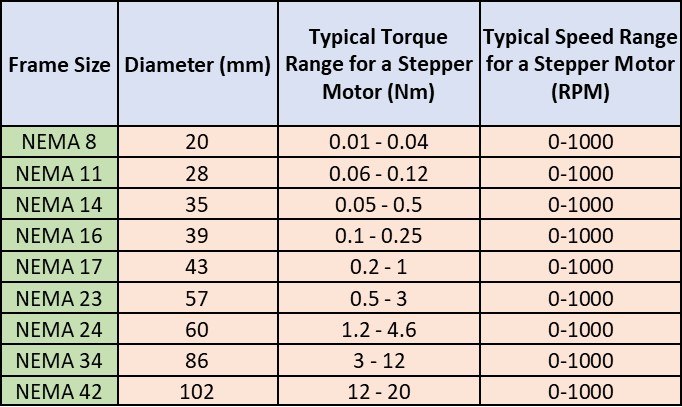 Frame Size Diameter (mm) Typical Torque Range for a Stepper Motor (Nm) Typical Speed Range for a Stepper Motor (RPM)
NEMA 8 20 0.01 - 0.04 0-1000
NEMA 11 28 0.06 - 0.12 0-1000
NEMA 14 35 0.05 - 0.5 0-1000
NEMA 16 39 0.1 - 0.25 0-1000
NEMA 17 43 0.2 - 1 0-1000
NEMA 23 57 0.5 - 3 0-1000
NEMA 24 60 1.2 - 4.6 0-1000
NEMA 34 86 3 - 12 0-1000
NEMA 42 102 12 - 20 0-1000